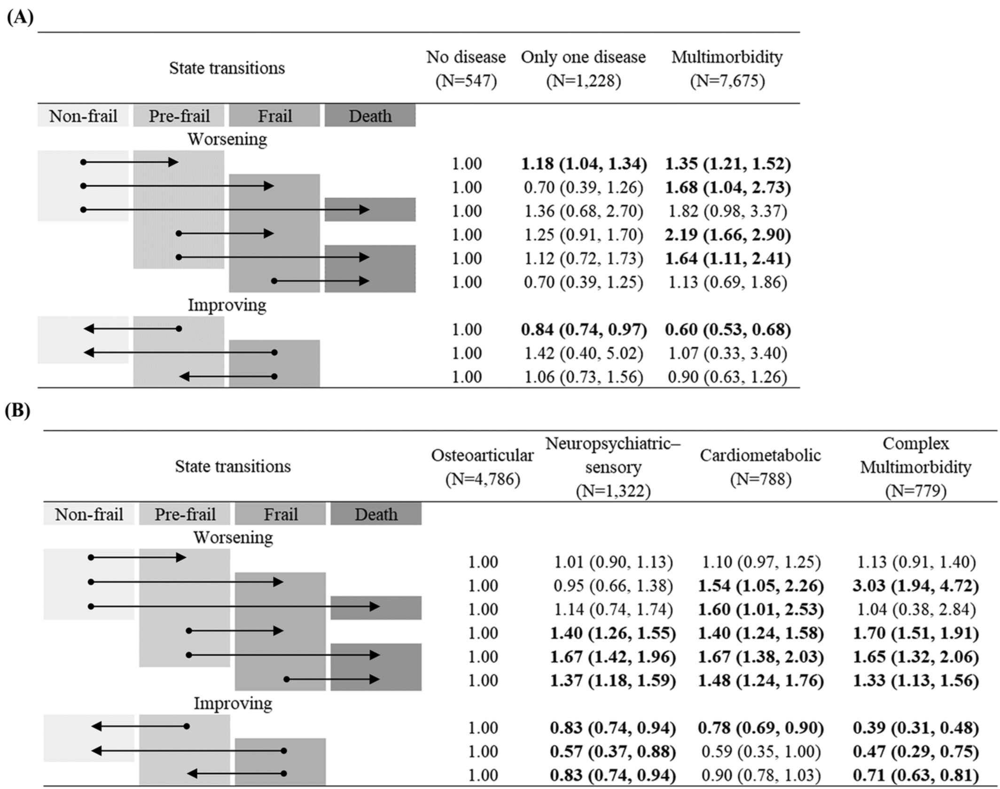 (A)
State transitions
No disease
(N=547)
Only one disease
(N=1,228)
Multimorbidity
(N=7,675)
Non-frail Pre-frail Frail Death
Worsening
1.00 1.18 (1.04, 1.34) 1.35 (1.21, 1.52)
1.00 0.70 (0.39, 1.26) 1.68 (1.04, 2.73)
1.00 1.36 (0.68, 2.70) 1.82 (0.98, 3.37)
1.00 1.25 (0.91, 1.70) 2.19 (1.66, 2.90)
1.00 1.12 (0.72, 1.73) 1.64 (1.11, 2.41)
1.00 0.70 (0.39, 1.25) 1.13 (0.69, 1.86)
Improving
1.00 0.84 (0.74, 0.97) 0.60 (0.53, 0.68)
1.00 1.42 (0.40, 5.02) 1.07 (0.33, 3.40)
1.00 1.06 (0.73, 1.56) 0.90 (0.63, 1.26)
(B)
State transitions
Osteoarticular
(N=4,786)
Neuropsychiatric–
sensory
(N=1,322)
Cardiometabolic
(N=788)
Complex
Multimorbidity
(N=779)
Non-frail Pre-frail Frail Death
Worsening
1.00 1.01 (0.90, 1.13) 1.10 (0.97, 1.25) 1.13 (0.91, 1.40)
1.00 0.95 (0.66, 1.38) 1.54 (1.05, 2.26) 3.03 (1.94, 4.72)
1.00 1.14 (0.74, 1.74) 1.60 (1.01, 2.53) 1.04 (0.38, 2.84)
1.00 1.40 (1.26, 1.55) 1.40 (1.24, 1.58) 1.70 (1.51, 1.91)
1.00 1.67 (1.42, 1.96) 1.67 (1.38, 2.03) 1.65 (1.32, 2.06)
1.00 1.37 (1.18, 1.59) 1.48 (1.24, 1.76) 1.33 (1.13, 1.56)
Improving
1.00 0.83 (0.74, 0.94) 0.78 (0.69, 0.90) 0.39 (0.31, 0.48)
1.00 0.57 (0.37, 0.88) 0.59 (0.35, 1.00) 0.47 (0.29, 0.75)
1.00 0.83 (0.74, 0.94) 0.90 (0.78, 1.03) 0.71 (0.63, 0.81)